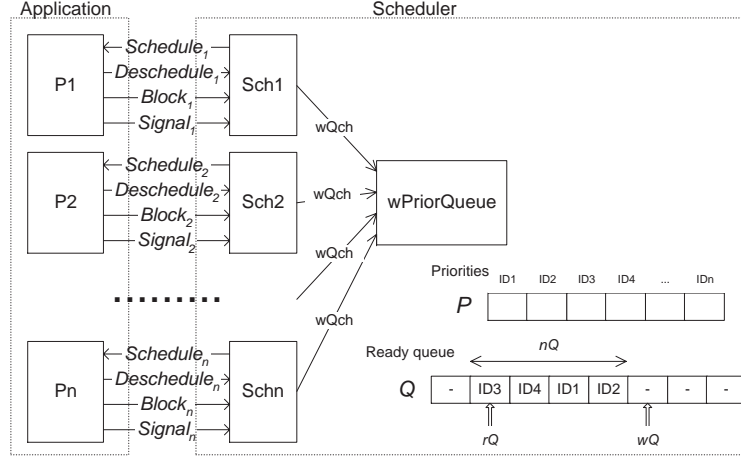 Application
Scheduler
P1
Schedule1
Deschedule1
Block1
Signal1
Sch1
wQch
P2
Schedule2
Deschedule2
Block2
Signal2
Sch2
wQch
wPriorQueue
wQch
wQch
Pn
Schedulen
Deschedulen
Blockn
Signaln
Schn
Priorities
ID1 ID2 ID3 ID4 ... IDn
P
Ready queue
nQ
Q - ID3 ID4 ID1 ID2 - - -
rQ wQ